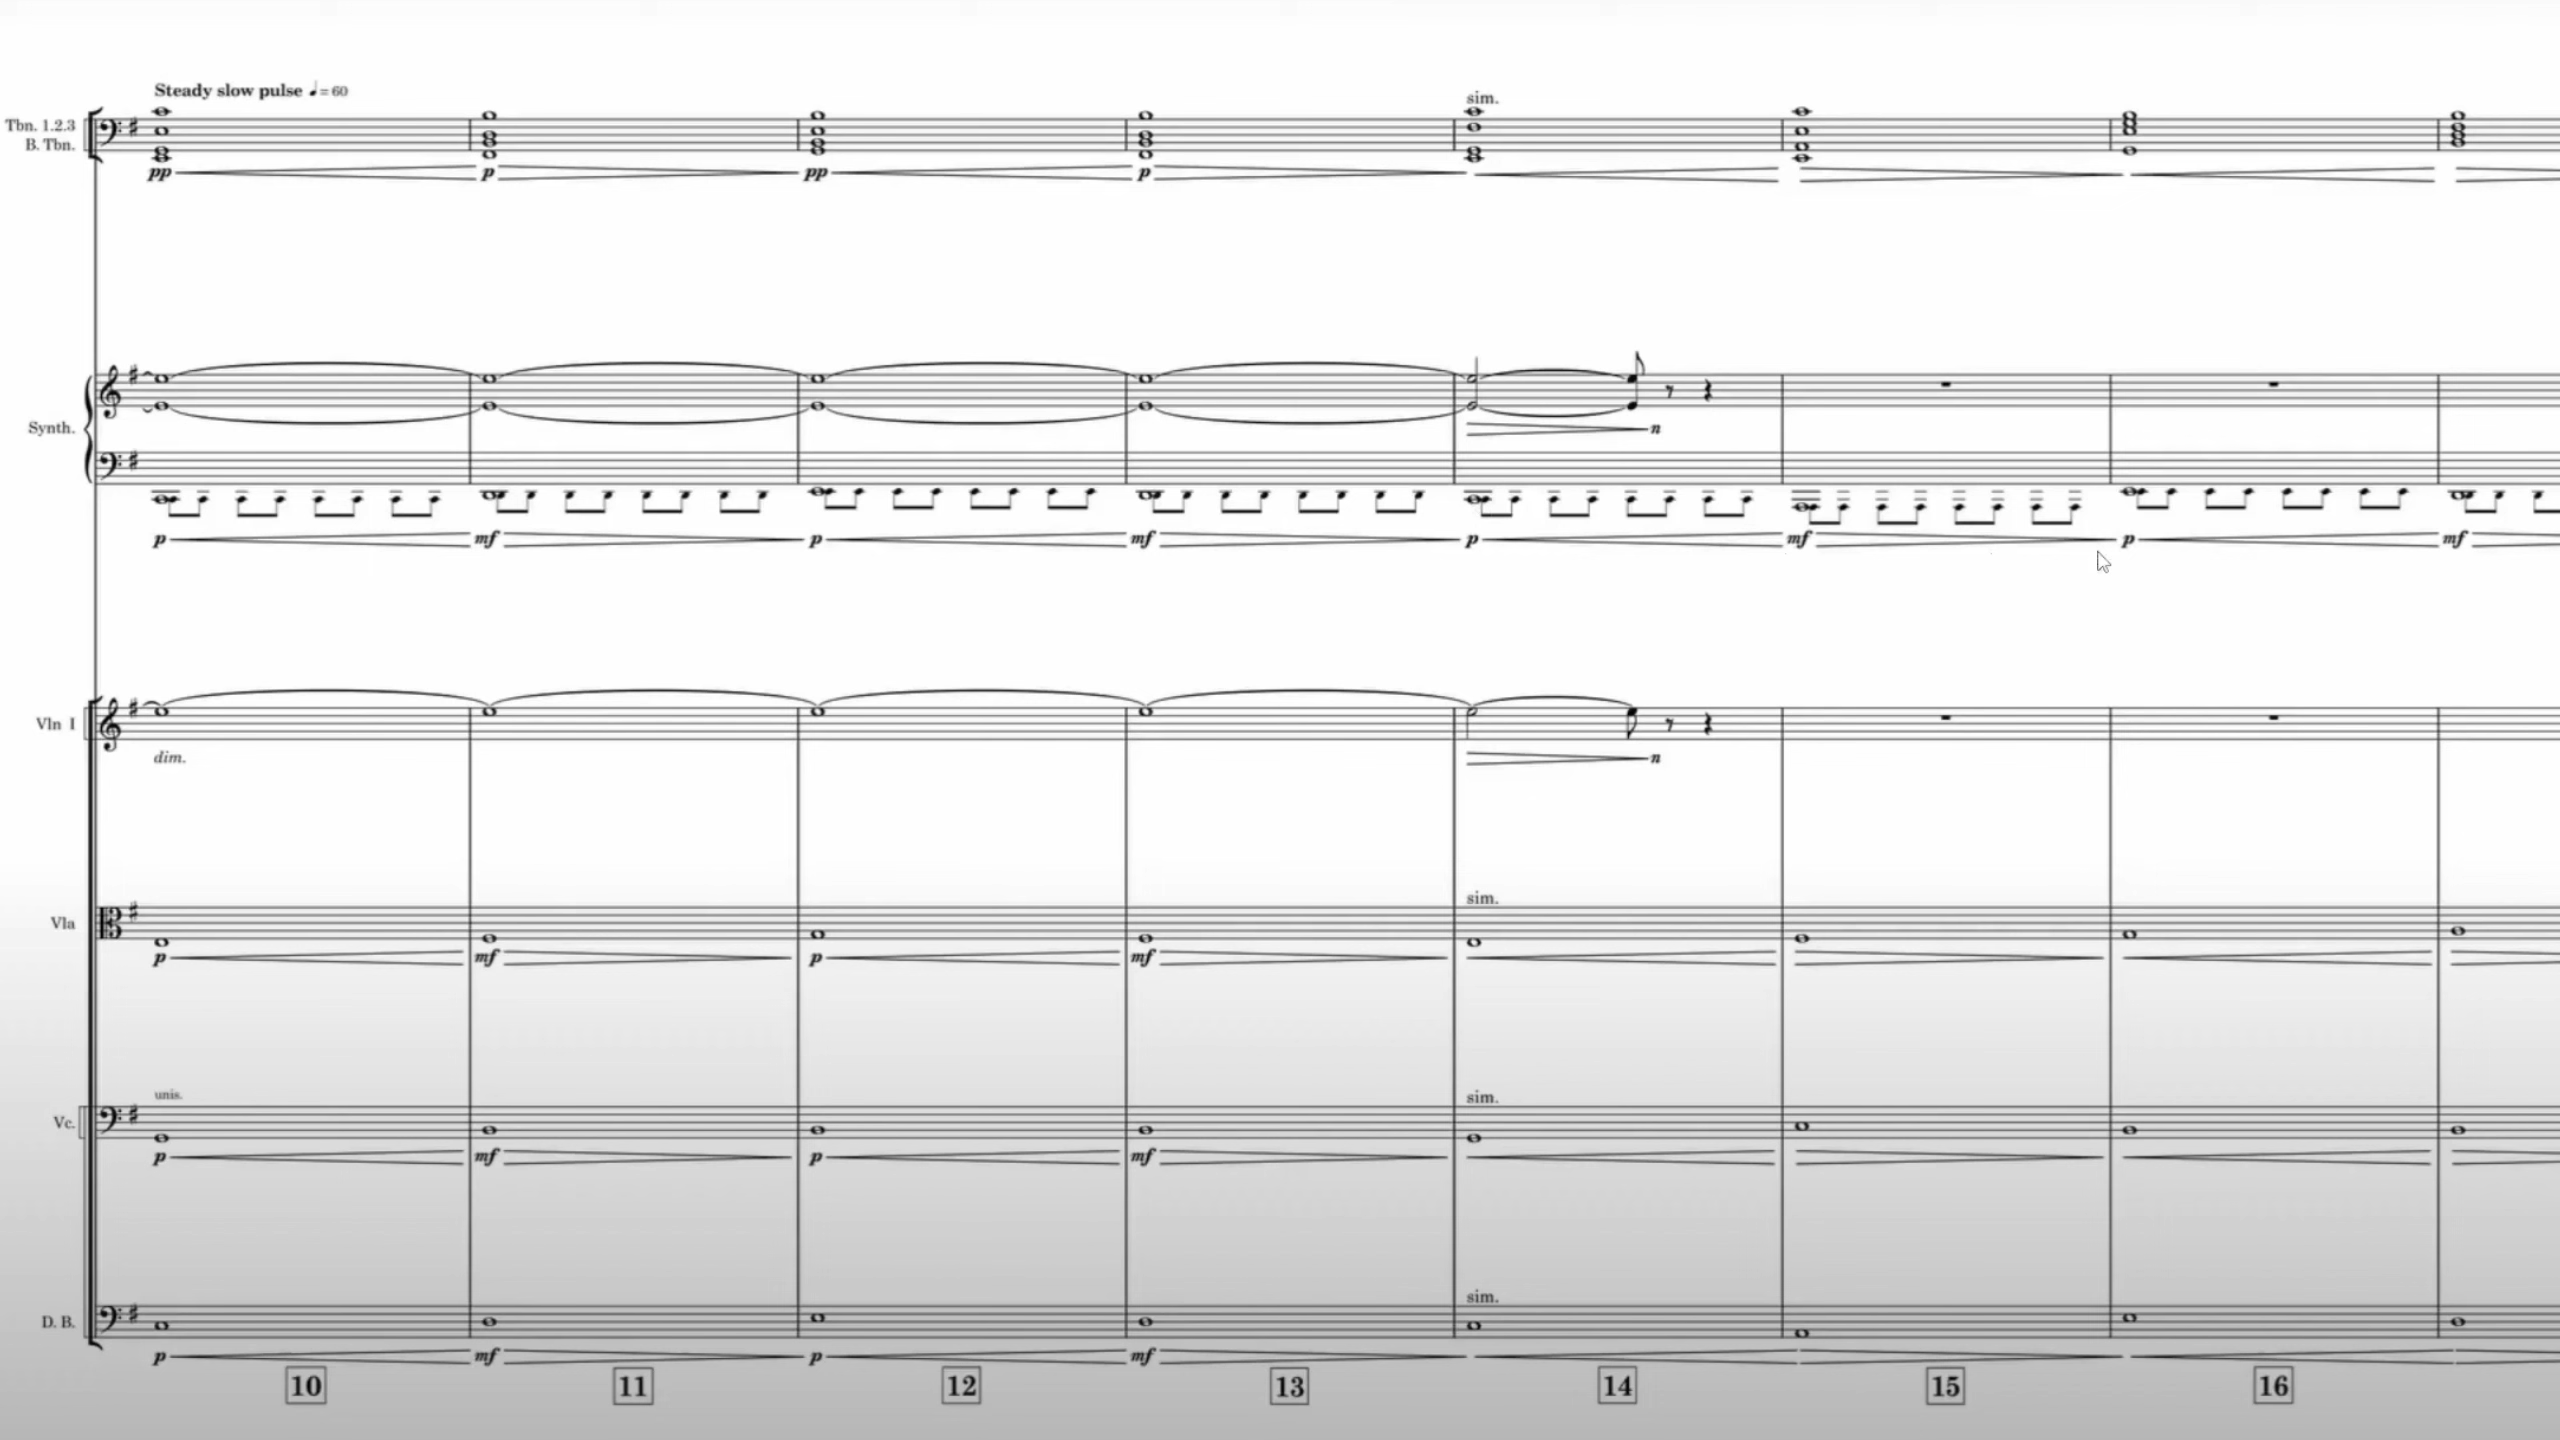 Steady slow pulse ♩= 60
sim.
Tbn. 1.2.3
B. Tbn.
pp p pp p
Synth.
n
p mf p mf p mf p mf
Vln I
dim. n
sim.
Vla
p mf p mf
unis. sim.
Vc.
p mf p mf
sim.
D. B.
p mf p mf
10 11 12 13 14 15 16